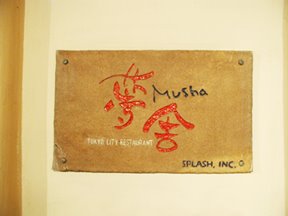 夢舎
Musha
TOKYO CITY RESTAURANT
SPLASH, INC.